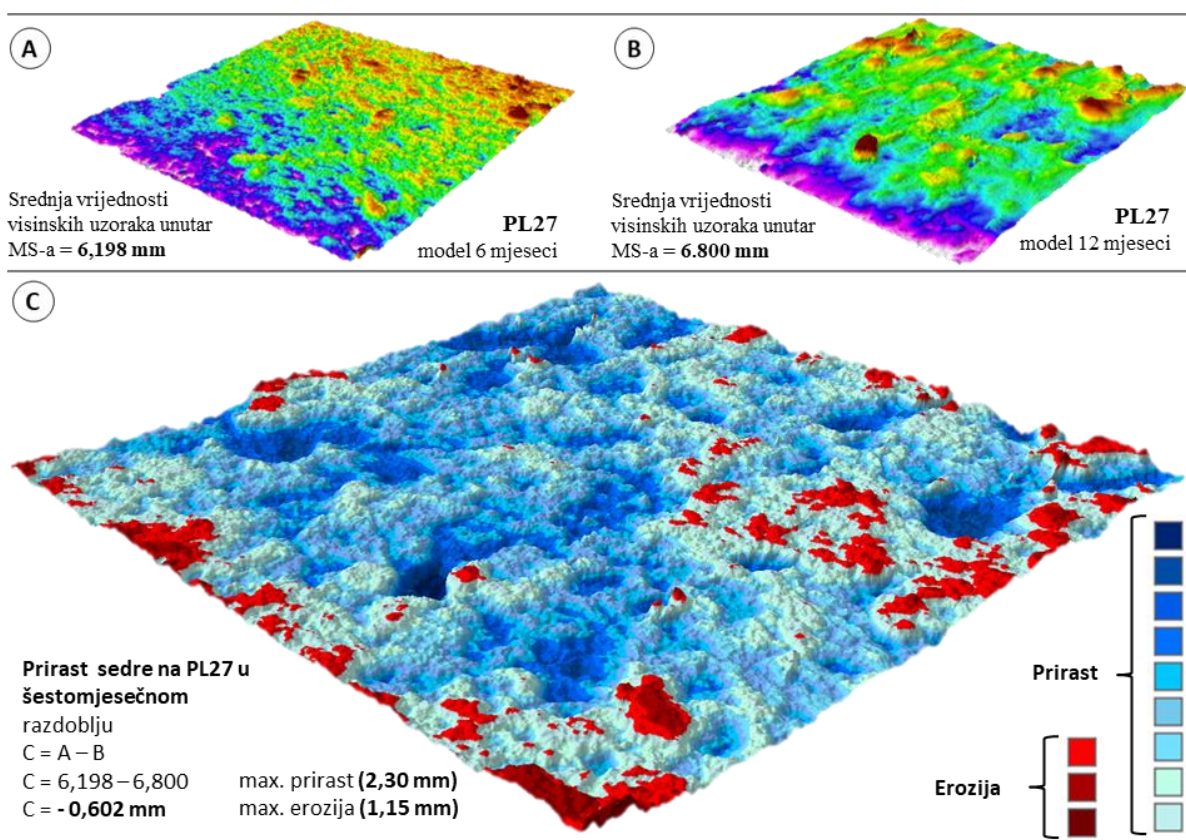 A
B
Srednja vrijednosti
visinskih uzoraka unutar
MS-a = 6,198 mm
PL27
model 6 mjeseci
Srednja vrijednosti
visinskih uzoraka unutar
MS-a = 6.800 mm
PL27
model 12 mjeseci
C
Prirast sedre na PL27 u
šestomjesečnom
razdoblju
C = A – B
C = 6,198 – 6,800
C = - 0,602 mm
max. prirast (2,30 mm)
max. erozija (1,15 mm)
Prirast
Erozija